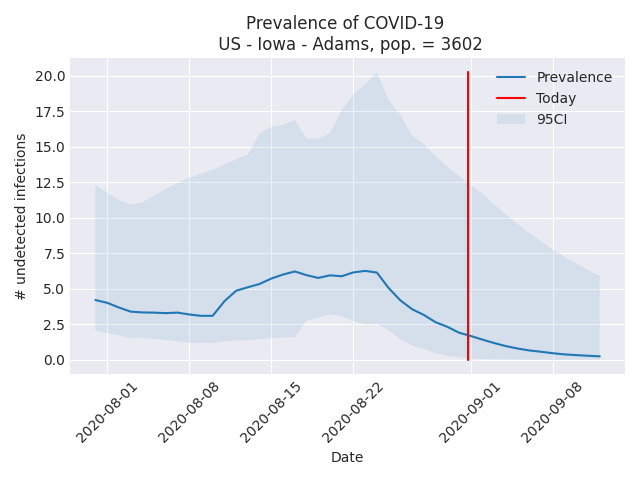 Prevalence of COVID-19
US - Iowa - Adams, pop. = 3602
# undetected infections
20.0
17.5
15.0
12.5
10.0
7.5
5.0
2.5
0.0
Prevalence
Today
95CI
2020-08-01
2020-08-08
2020-08-15
2020-08-22
2020-09-01
2020-09-08
Date